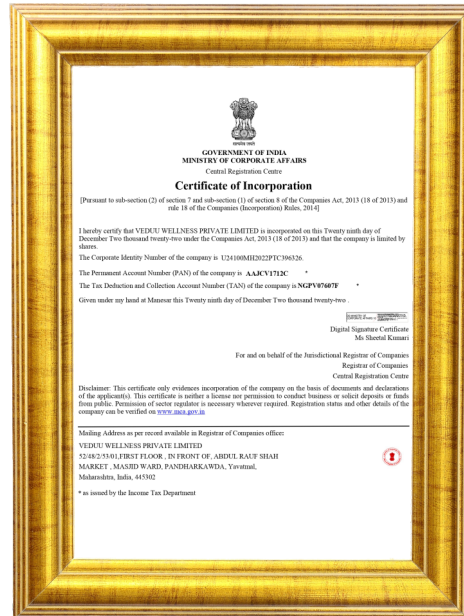 GOVERNMENT OF INDIA
MINISTRY OF CORPORATE AFFAIRS
Central Registration Centre
Certificate of Incorporation
[Pursuant to sub-section (2) of section 7 and sub-section (1) of section 8 of the Companies Act, 2013 (18 of 2013) and
rule 18 of the Companies (Incorporation) Rules, 2014]
I hereby certify that VEDUU WELLNESS PRIVATE LIMITED is incorporated on this Twenty ninth day of
December Two thousand twenty-two under the Companies Act, 2013 (18 of 2013) and that the company is limited by
shares.
The Corporate Identity Number of the company is U24100MH2022PTC396326.
The Permanent Account Number (PAN) of the company is AAJCV1712C *
The Tax Deduction and Collection Account Number (TAN) of the company is NGPV07607F *
Given under my hand at Manesar this Twenty ninth day of December Two thousand twenty-two .
Digital Signature Certificate
Ms Sheetal Kumari
For and on behalf of the Jurisdictional Registrar of Companies
Registrar of Companies
Central Registration Centre
Disclaimer: This certificate only evidences incorporation of the company on the basis of documents and declarations
of the applicant(s). This certificate is neither a license nor permission to conduct business or solicit deposits or funds
from public. Permission of sector regulator is necessary wherever required. Registration status and other details of the
company can be verified on www.mca.gov.in
Mailing Address as per record available in Registrar of Companies office:
VEDUU WELLNESS PRIVATE LIMITED
52/48/2/53/01,FIRST FLOOR , IN FRONT OF, ABDUL RAUF SHAH
MARKET , MASJID WARD, PANDHARKAWDA, Yavatmal,
Maharashtra, India, 445302
* as issued by the Income Tax Department